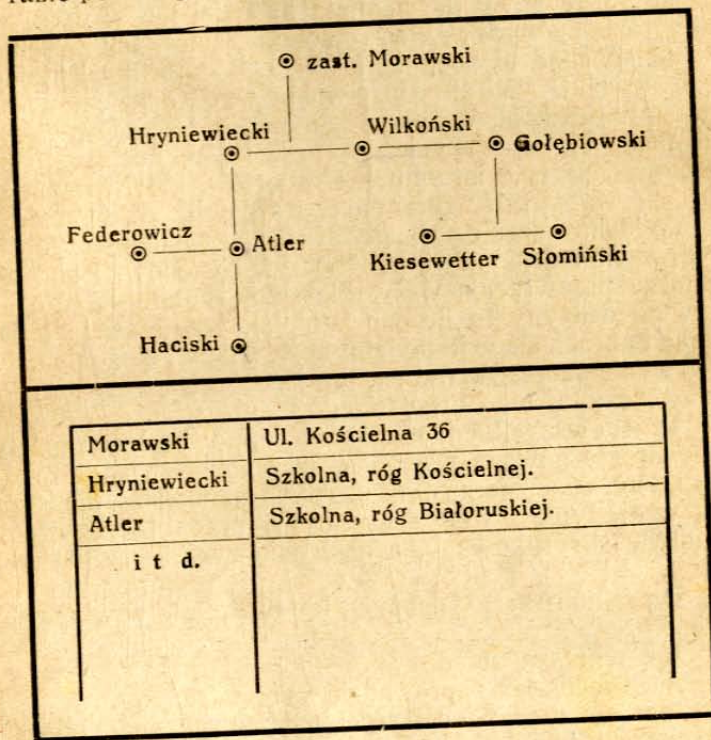 zast. Morawski
Hryniewiecki Wilkoński Gołębiowski
Federowicz Atler Kiesewetter Słomiński
Haciski
Morawski Ul. Kościelna 36
Hryniewiecki Szkolna, róg Kościelnej.
Atler Szkolna, róg Białoruskiej.
i t d.